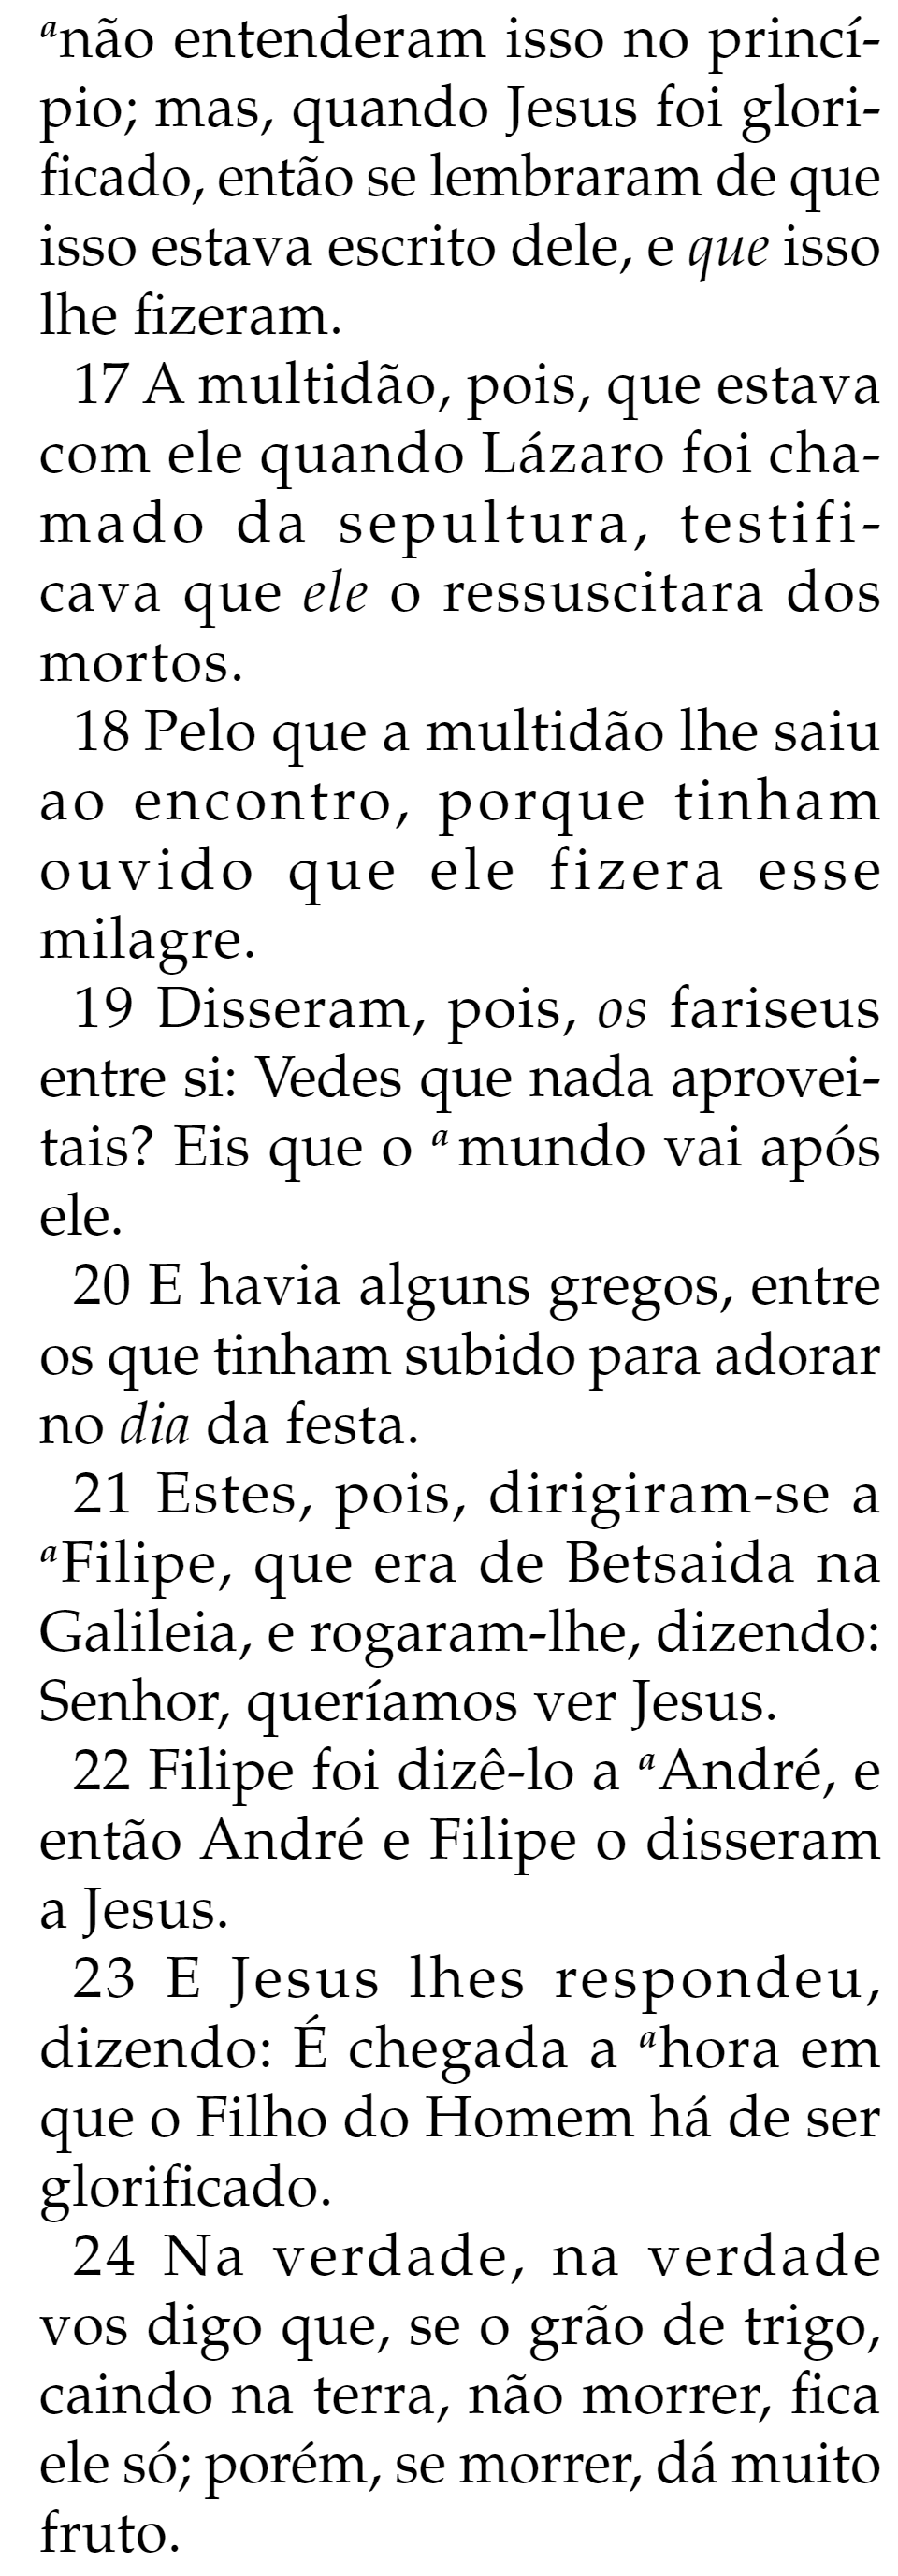 ᵃnão entenderam isso no princí-
pio; mas, quando Jesus foi glori-
ficado, então se lembraram de que
isso estava escrito dele, e que isso
lhe fizeram.
17 A multidão, pois, que estava
com ele quando Lázaro foi cha-
mado da sepultura, testifi-
cava que ele o ressuscitara dos
mortos.
18 Pelo que a multidão lhe saiu
ao encontro, porque tinham
ouvido que ele fizera esse
milagre.
19 Disseram, pois, os fariseus
entre si: Vedes que nada aprovei-
tais? Eis que o ᵃmundo vai após
ele.
20 E havia alguns gregos, entre
os que tinham subido para adorar
no dia da festa.
21 Estes, pois, dirigiram-se a
ᵃFilipe, que era de Betsaida na
Galileia, e rogaram-lhe, dizendo:
Senhor, queríamos ver Jesus.
22 Filipe foi dizê-lo a ᵃAndré, e
então André e Filipe o disseram
a Jesus.
23 E Jesus lhes respondeu,
dizendo: É chegada a ᵃhora em
que o Filho do Homem há de ser
glorificado.
24 Na verdade, na verdade
vos digo que, se o grão de trigo,
caindo na terra, não morrer, fica
ele só; porém, se morrer, dá muito
fruto.